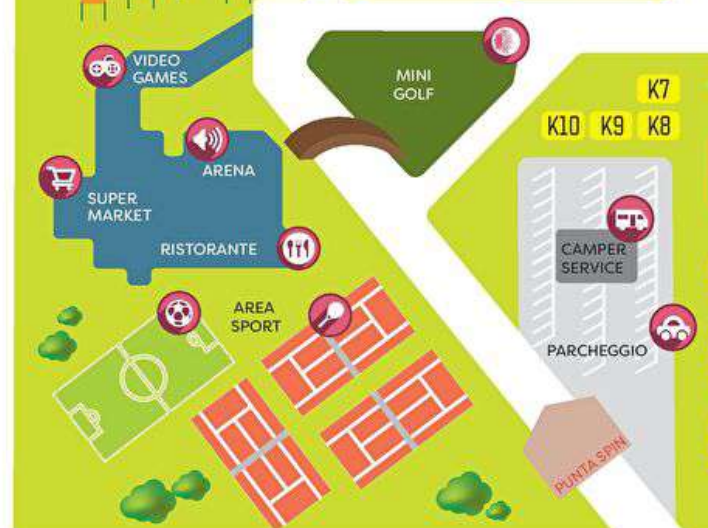 VIDEO
GAMES
MINI
GOLF
K7
K10 K9 K8
ARENA
SUPER
MARKET
RISTORANTE
CAMPER
SERVICE
AREA
SPORT
PARCHEGGIO
PUNTA SPIN